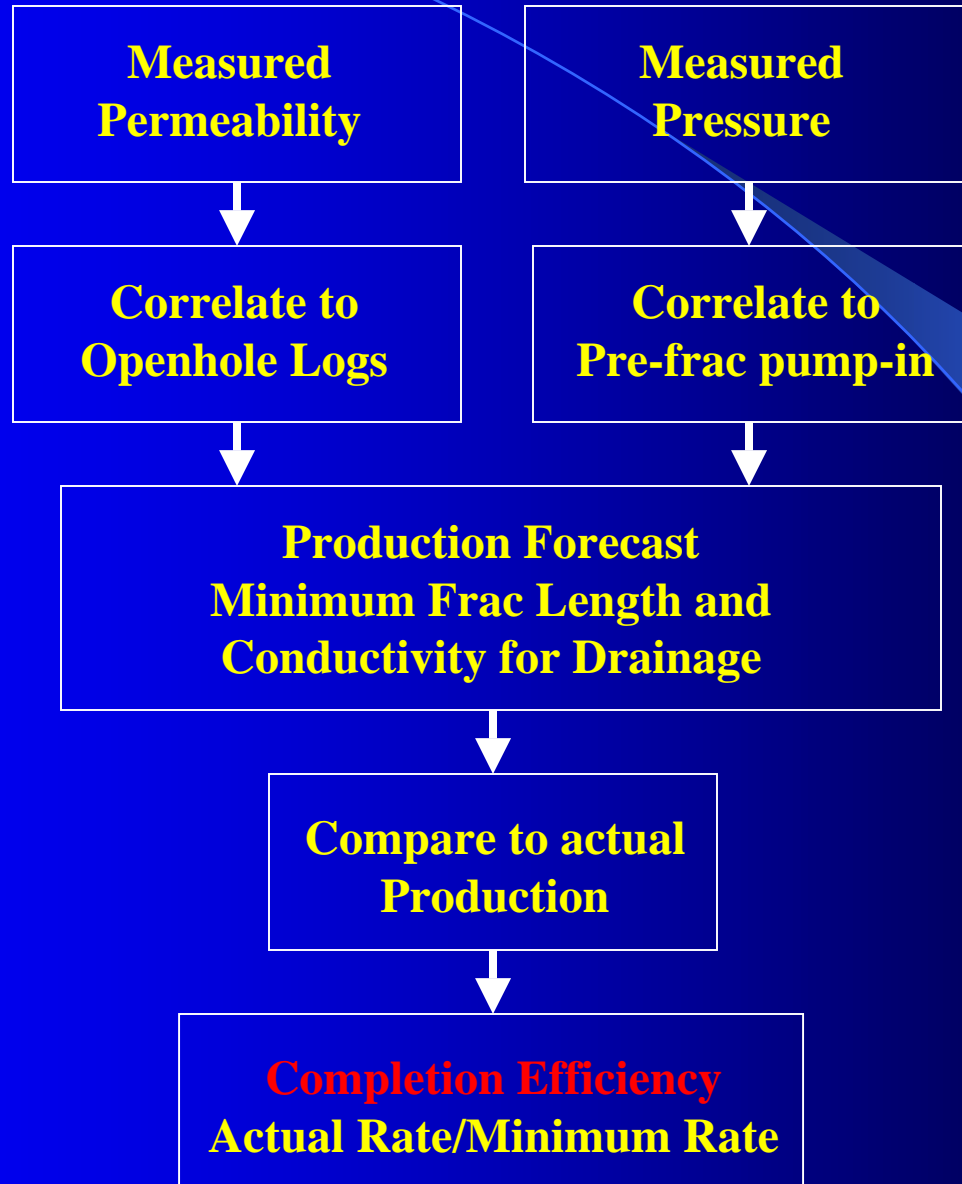 Measured
Permeability
Measured
Pressure
Correlate to
Openhole Logs
Correlate to
Pre-frac pump-in
Production Forecast
Minimum Frac Length and
Conductivity for Drainage
Compare to actual
Production
Completion Efficiency
Actual Rate/Minimum Rate